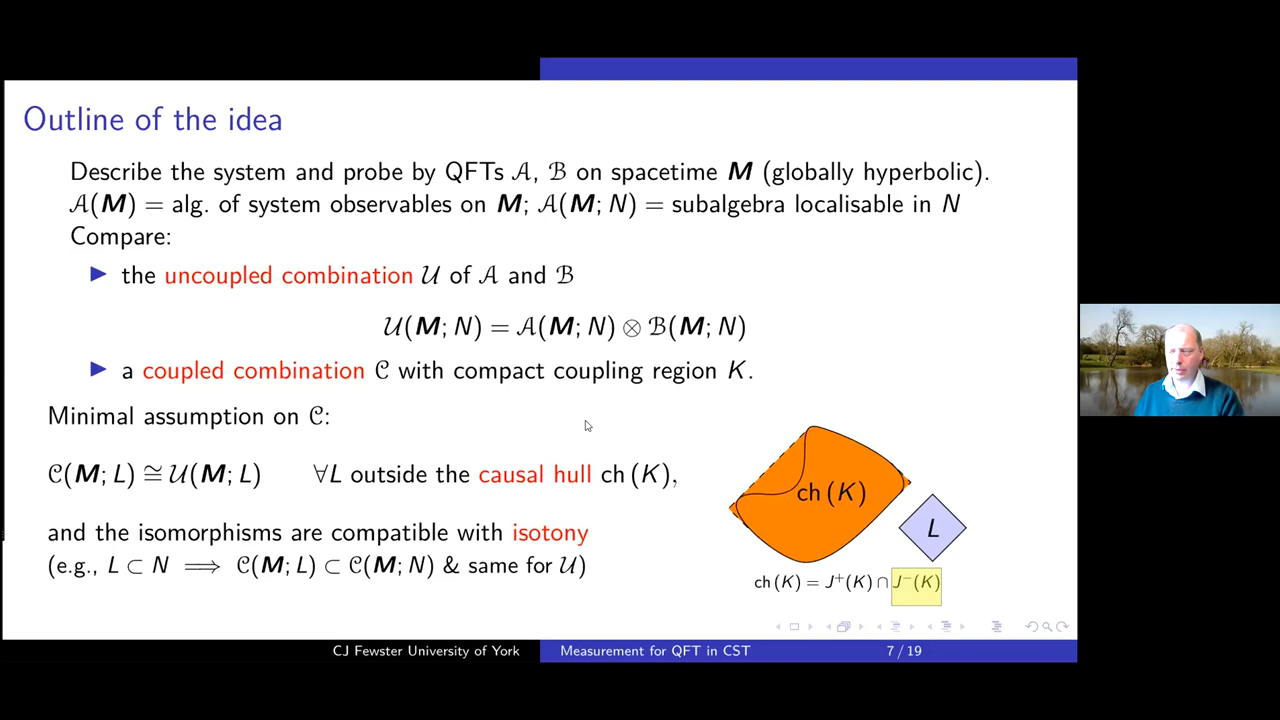 Outline of the idea
Describe the system and probe by QFTs 𝒜, ℬ on spacetime M (globally hyperbolic).
𝒜(M) = alg. of system observables on M; 𝒜(M; N) = subalgebra localisable in N
Compare:
▶ the uncoupled combination 𝒰 of 𝒜 and ℬ
𝒰(M; N) = 𝒜(M; N) ⊗ ℬ(M; N)
▶ a coupled combination 𝒞 with compact coupling region K.
Minimal assumption on 𝒞:
𝒞(M; L) ≅ 𝒰(M; L) ∀L outside the causal hull ch (K),
and the isomorphisms are compatible with isotony
(e.g., L ⊂ N ⟹ 𝒞(M; L) ⊂ 𝒞(M; N) & same for 𝒰)
ch (K)
L
ch (K) = J⁺(K) ∩ J⁻(K)
CJ Fewster University of York
Measurement for QFT in CST
7 / 19